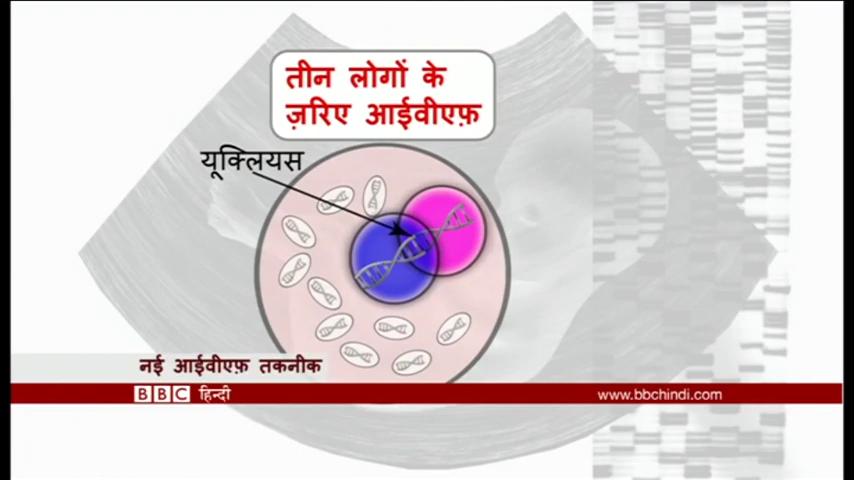 तीन लोगों के
ज़रिए आईवीएफ़
यूक्लियस
नई आईवीएफ़ तकनीक
BBC हिन्दी
www.bbchindi.com